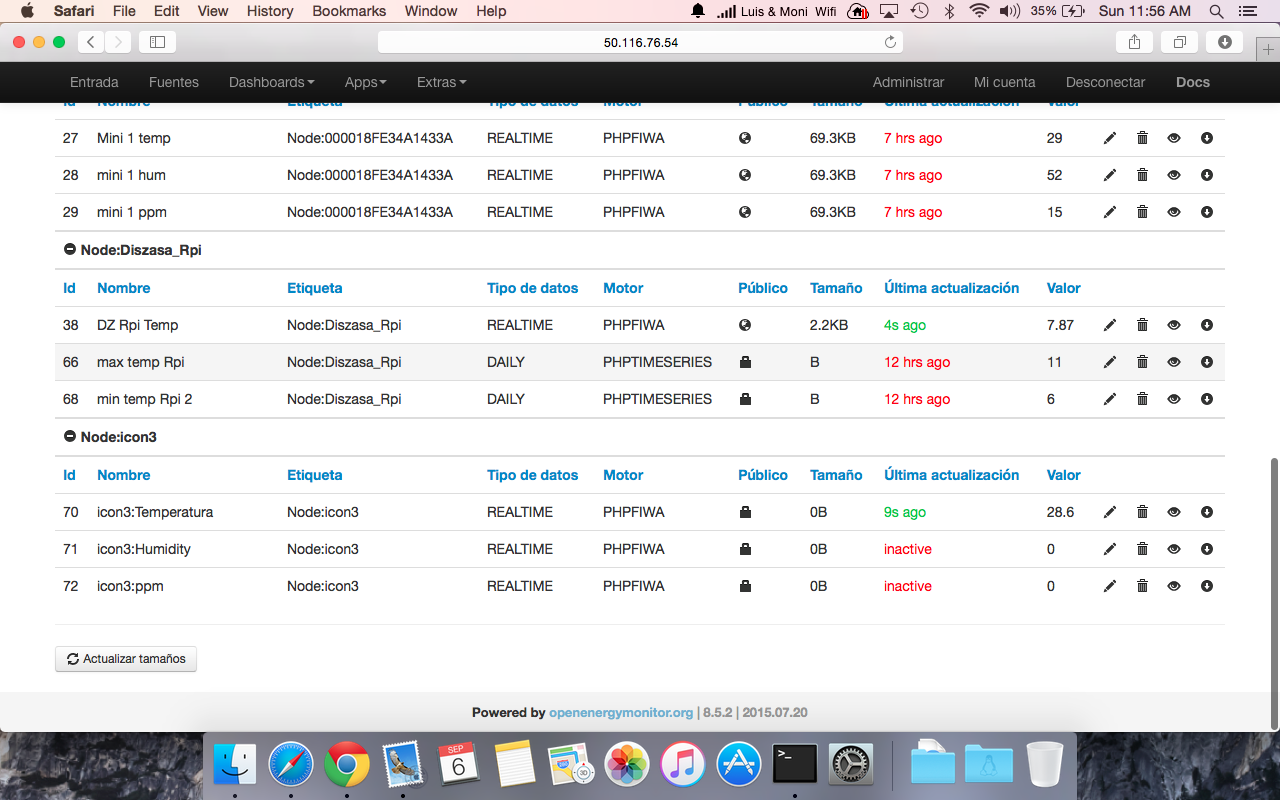 Safari File Edit View History Bookmarks Window Help Luis & Moni Wifi 35% Sun 11:56 AM
50.116.76.54
Entrada Fuentes Dashboards Apps Extras Administrar Mi cuenta Desconectar Docs
Id Nombre Etiqueta Tipo de datos Motor Público Tamaño Última actualización Valor
27 Mini 1 temp Node:000018FE34A1433A REALTIME PHPFIWA 69.3KB 7 hrs ago 29
28 mini 1 hum Node:000018FE34A1433A REALTIME PHPFIWA 69.3KB 7 hrs ago 52
29 mini 1 ppm Node:000018FE34A1433A REALTIME PHPFIWA 69.3KB 7 hrs ago 15
Node:Diszasa_Rpi
Id Nombre Etiqueta Tipo de datos Motor Público Tamaño Última actualización Valor
38 DZ Rpi Temp Node:Diszasa_Rpi REALTIME PHPFIWA 2.2KB 4s ago 7.87
66 max temp Rpi Node:Diszasa_Rpi DAILY PHPTIMESERIES B 12 hrs ago 11
68 min temp Rpi 2 Node:Diszasa_Rpi DAILY PHPTIMESERIES B 12 hrs ago 6
Node:icon3
Id Nombre Etiqueta Tipo de datos Motor Público Tamaño Última actualización Valor
70 icon3:Temperatura Node:icon3 REALTIME PHPFIWA 0B 9s ago 28.6
71 icon3:Humidity Node:icon3 REALTIME PHPFIWA 0B inactive 0
72 icon3:ppm Node:icon3 REALTIME PHPFIWA 0B inactive 0
Actualizar tamaños
Powered by openenergymonitor.org | 8.5.2 | 2015.07.20
SEP
6
280
3D
>_